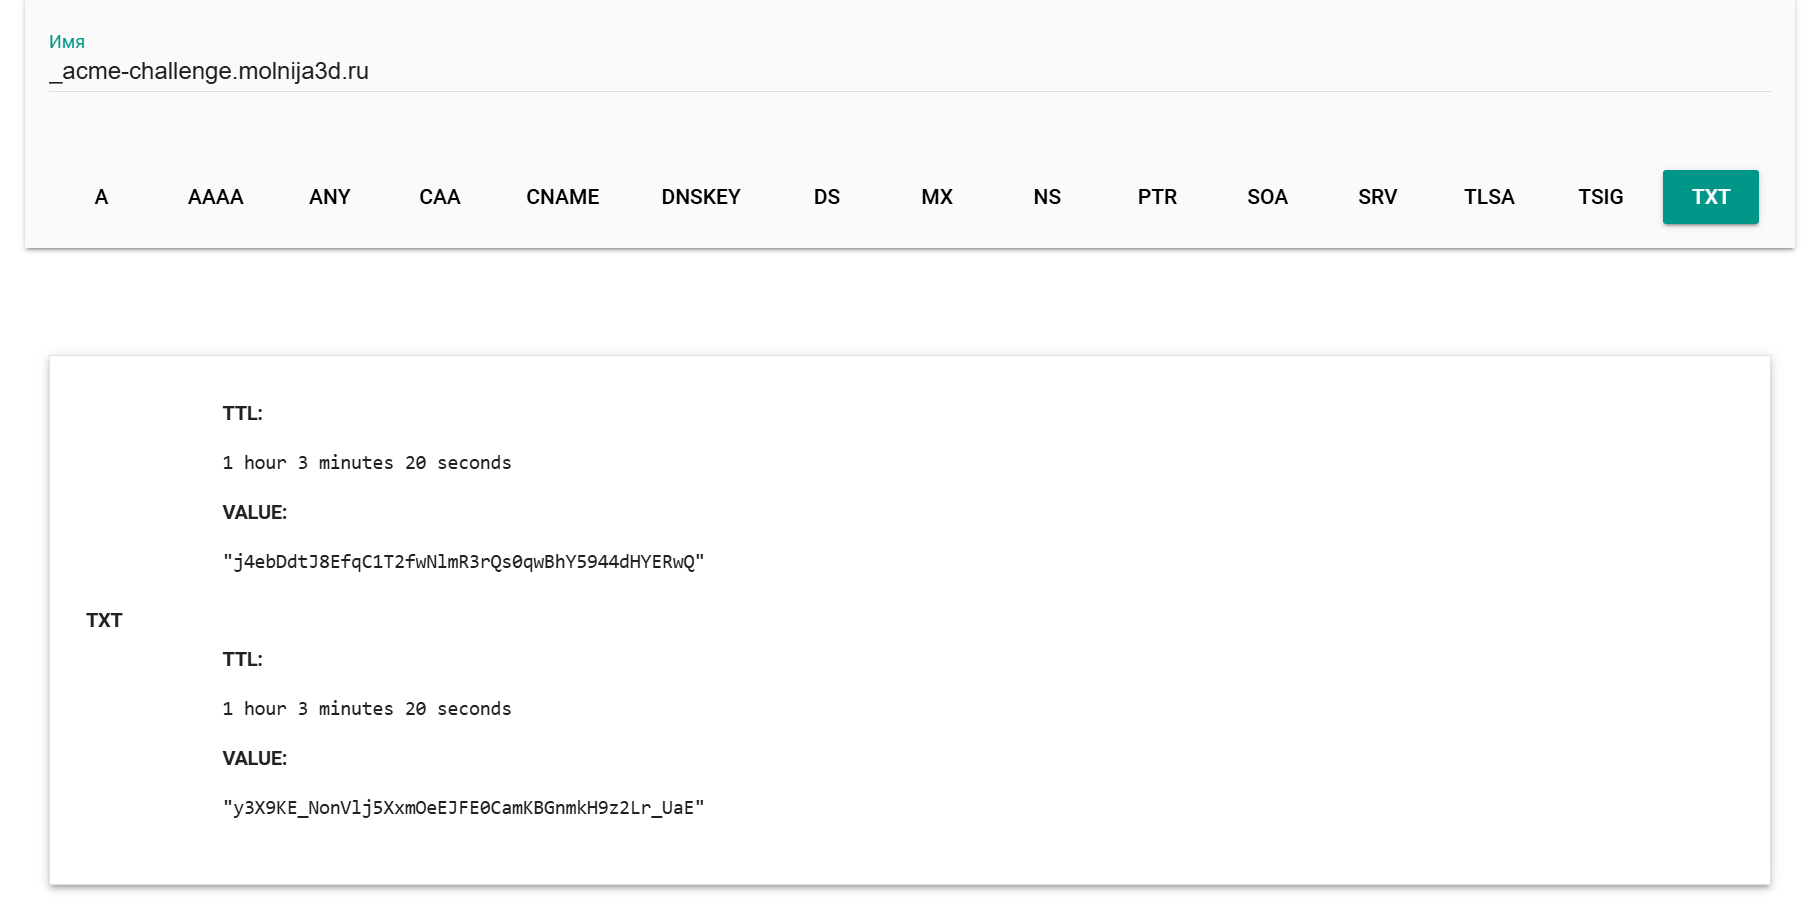 Имя
_acme-challenge.molnija3d.ru
A AAAA ANY CAA CNAME DNSKEY DS MX NS PTR SOA SRV TLSA TSIG TXT
TTL:
1 hour 3 minutes 20 seconds
VALUE:
"j4ebDdtJ8EfqC1T2fwNlmR3rQs0qwBhY5944dHYERwQ"
TXT
TTL:
1 hour 3 minutes 20 seconds
VALUE:
"y3X9KE_NonVlj5XxmOeEJFE0CamKBGnmkH9z2Lr_UaE"